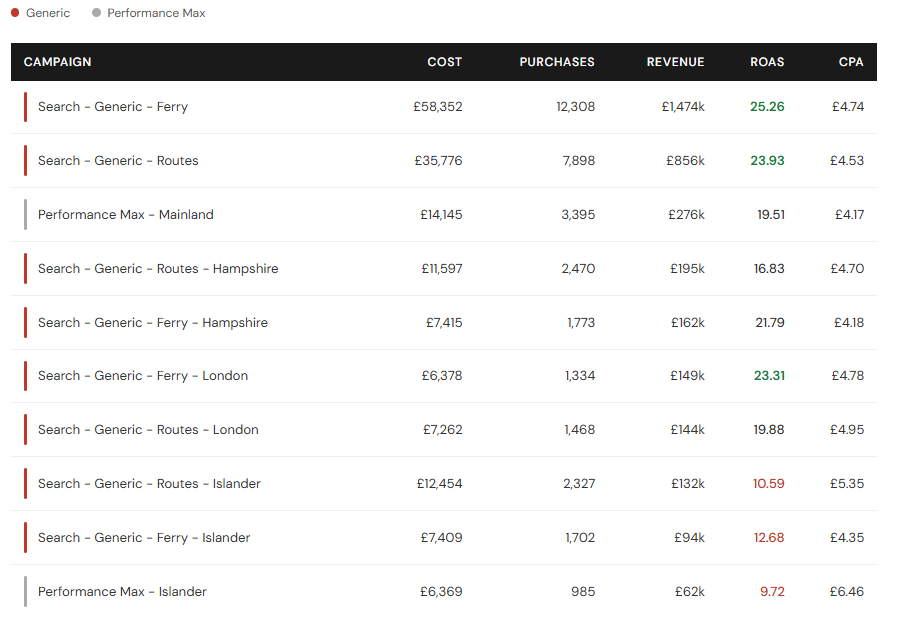 Generic Performance Max
CAMPAIGN COST PURCHASES REVENUE ROAS CPA
Search - Generic - Ferry £58,352 12,308 £1,474k 25.26 £4.74
Search - Generic - Routes £35,776 7,898 £856k 23.93 £4.53
Performance Max - Mainland £14,145 3,395 £276k 19.51 £4.17
Search - Generic - Routes - Hampshire £11,597 2,470 £195k 16.83 £4.70
Search - Generic - Ferry - Hampshire £7,415 1,773 £162k 21.79 £4.18
Search - Generic - Ferry - London £6,378 1,334 £149k 23.31 £4.78
Search - Generic - Routes - London £7,262 1,468 £144k 19.88 £4.95
Search - Generic - Routes - Islander £12,454 2,327 £132k 10.59 £5.35
Search - Generic - Ferry - Islander £7,409 1,702 £94k 12.68 £4.35
Performance Max - Islander £6,369 985 £62k 9.72 £6.46